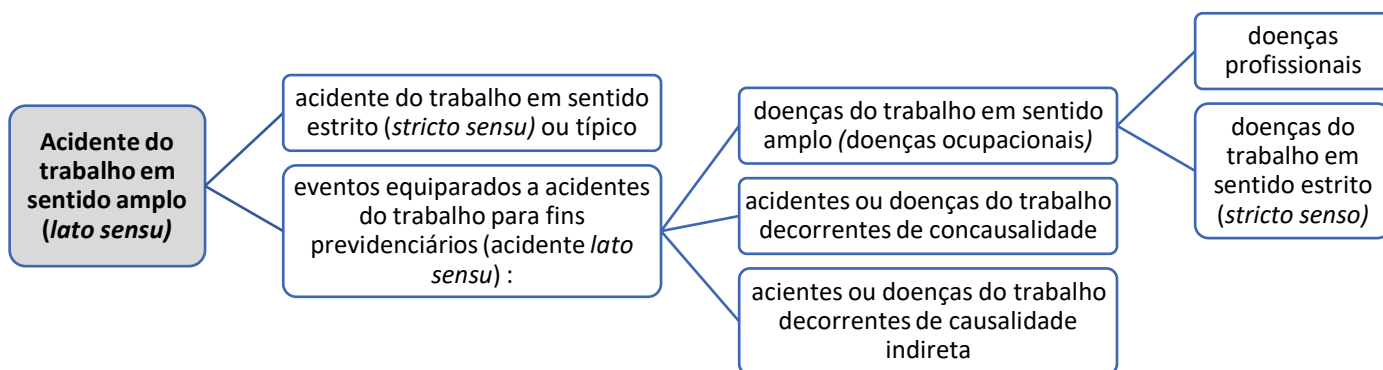 Acidente do
trabalho em
sentido amplo
(lato sensu)
acidente do trabalho em sentido
estrito (stricto sensu) ou típico
eventos equiparados a acidentes
do trabalho para fins
previdenciários (acidente lato
sensu) :
doenças do trabalho em sentido
amplo (doenças ocupacionais)
acidentes ou doenças do trabalho
decorrentes de concausalidade
acientes ou doenças do trabalho
decorrentes de causalidade
indireta
doenças
profissionais
doenças do
trabalho em
sentido estrito
(stricto senso)